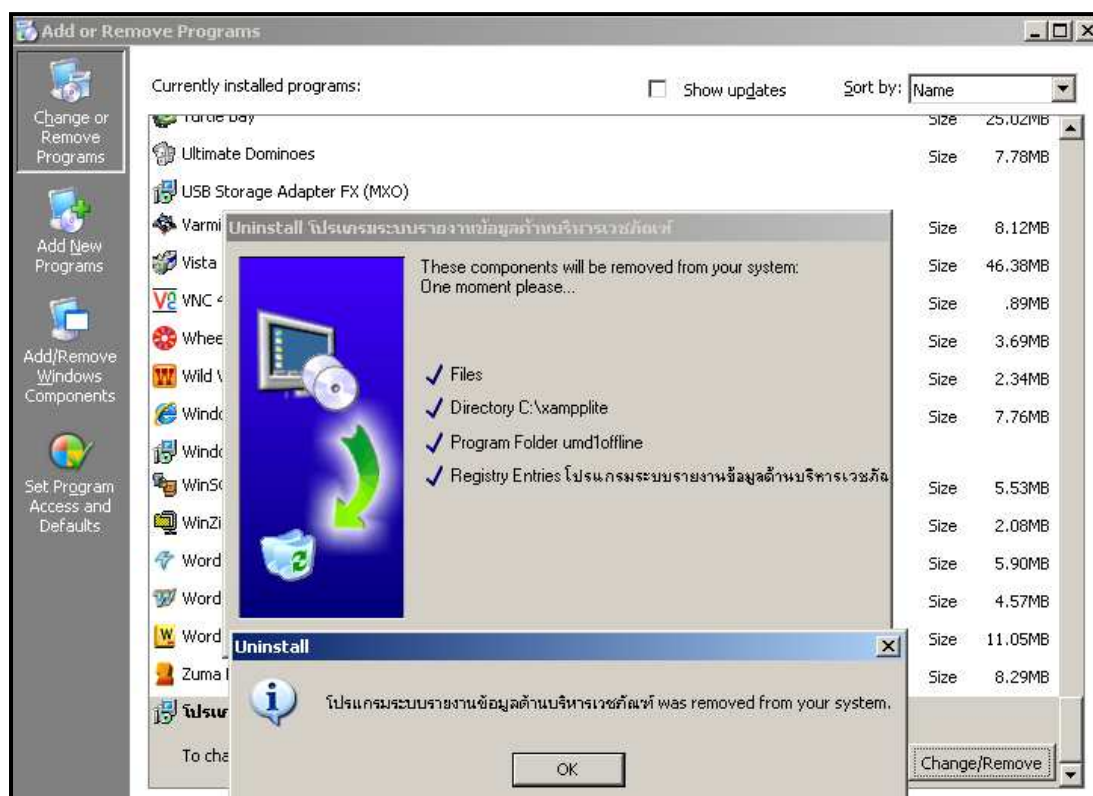 Add or Remove Programs
Change or
Remove
Programs
Add New
Programs
Add/Remove
Windows
Components
Set Program
Access and
Defaults
Currently installed programs:
Show updates
Sort by: Name
Turtle Bay Size 25.02MB
Ultimate Dominoes Size 7.78MB
USB Storage Adapter FX (MXO)
Varmi Size 8.12MB
Vista Size 46.38MB
VNC 4 Size .89MB
Whee Size 3.69MB
Wild Size 2.34MB
Windo Size 7.76MB
Windo
WinSC Size 5.53MB
WinZi Size 2.08MB
Word Size 5.90MB
Word Size 4.57MB
Word Size 11.05MB
Zuma Size 8.29MB
โปรแก
To cha
Change/Remove
Uninstall โปรแกรมระบบรายงานข้อมูลด้านบริหารเวชภัณฑ์
These components will be removed from your system:
One moment please...
Files
Directory C:\xampplite
Program Folder umd1offline
Registry Entries โปรแกรมระบบรายงานข้อมูลด้านบริหารเวชภัณ
Uninstall
โปรแกรมระบบรายงานข้อมูลด้านบริหารเวชภัณฑ์ was removed from your system.
OK